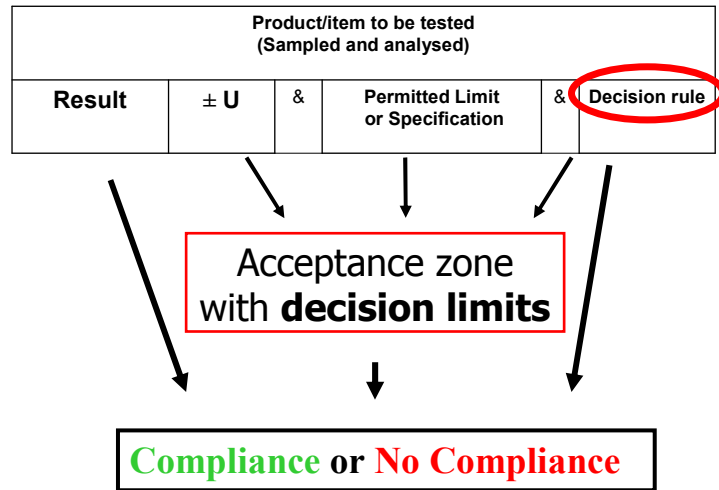 Product/item to be tested
(Sampled and analysed)
Result ± U & Permitted Limit or Specification & Decision rule
Acceptance zone
with decision limits
Compliance or No Compliance